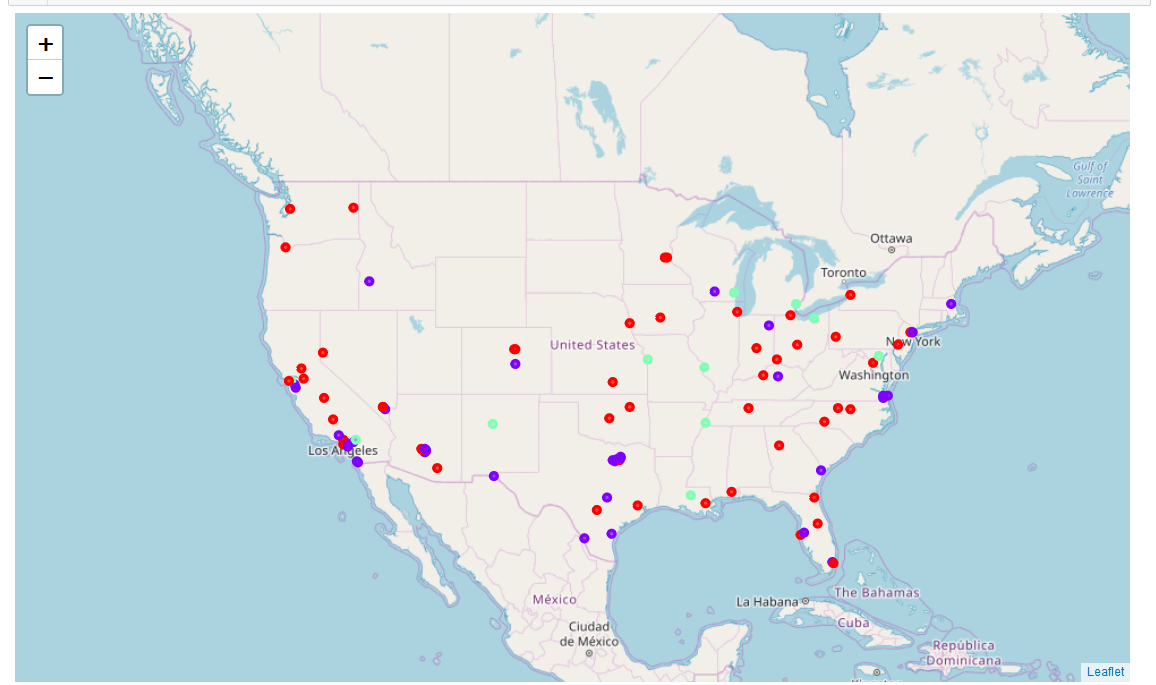 +
−
Gulf of
Saint
Lawrence
Ottawa
Toronto
United States
New York
Washington
Los Angeles
La Habana
The Bahamas
México
Cuba
Ciudad
de México
República
Dominicana
Leaflet